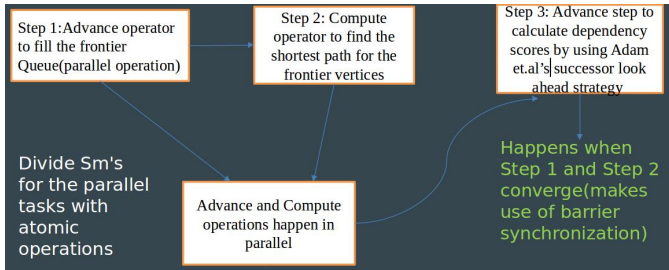 Step 1:Advance operator
to fill the frontier
Queue(parallel operation)
Step 2: Compute
operator to find the
shortest path for the
frontier vertices
Step 3: Advance step to
calculate dependency
scores by using Adam
et.al’s successor look
ahead strategy
Divide Sm's
for the parallel
tasks with
atomic
operations
Advance and Compute
operations happen in
parallel
Happens when
Step 1 and Step 2
converge(makes
use of barrier
synchronization)